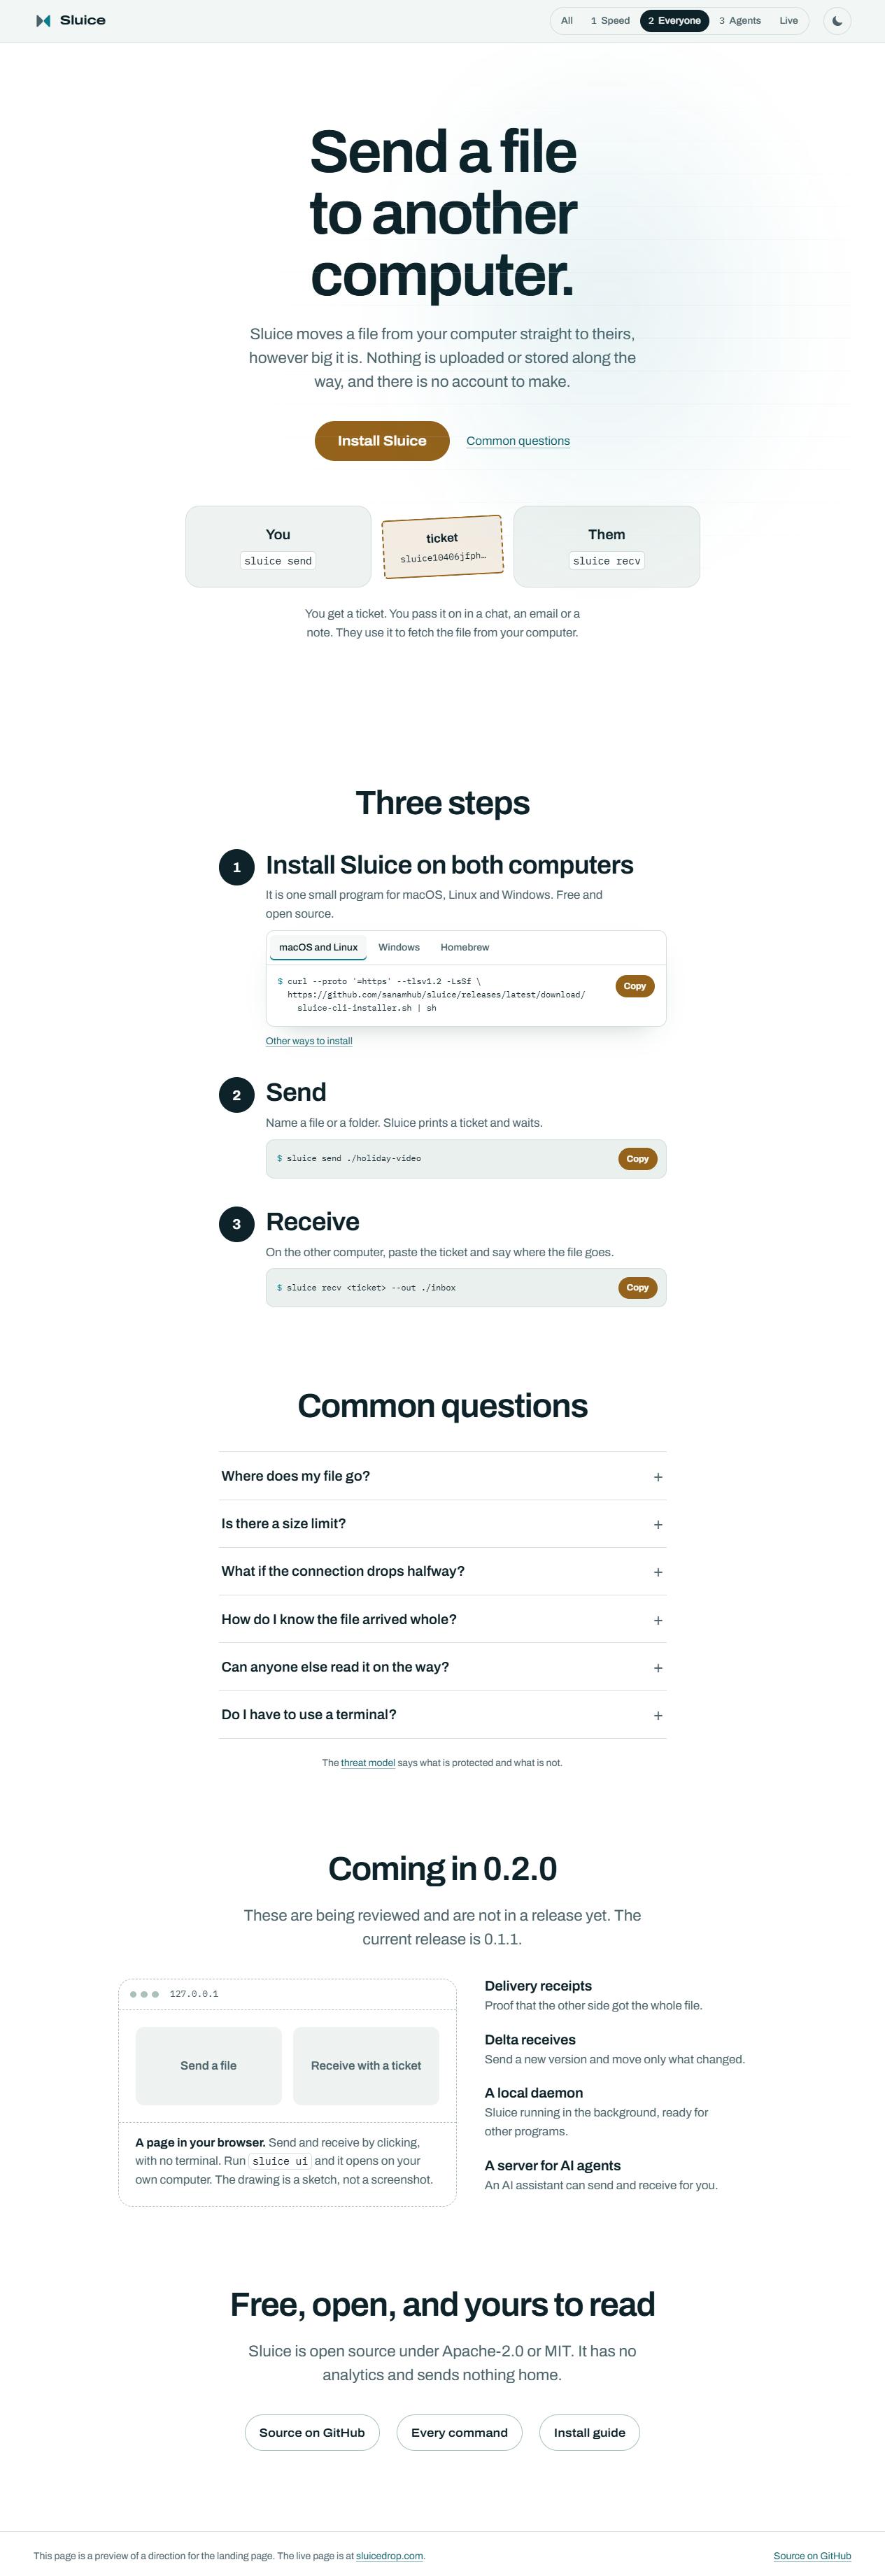 Sluice
All 1 Speed 2 Everyone 3 Agents Live
Send a file
to another
computer.
Sluice moves a file from your computer straight to theirs,
however big it is. Nothing is uploaded or stored along the
way, and there is no account to make.
Install Sluice Common questions
You
sluice send
ticket
sluice10406jfph…
Them
sluice recv
You get a ticket. You pass it on in a chat, an email or a
note. They use it to fetch the file from your computer.
Three steps
1 Install Sluice on both computers
It is one small program for macOS, Linux and Windows. Free and
open source.
macOS and Linux Windows Homebrew
$ curl --proto '=https' --tlsv1.2 -LsSf \
https://github.com/sanamhub/sluice/releases/latest/download/
sluice-cli-installer.sh | sh
Copy
Other ways to install
2 Send
Name a file or a folder. Sluice prints a ticket and waits.
$ sluice send ./holiday-video Copy
3 Receive
On the other computer, paste the ticket and say where the file goes.
$ sluice recv <ticket> --out ./inbox Copy
Common questions
Where does my file go? +
Is there a size limit? +
What if the connection drops halfway? +
How do I know the file arrived whole? +
Can anyone else read it on the way? +
Do I have to use a terminal? +
The threat model says what is protected and what is not.
Coming in 0.2.0
These are being reviewed and are not in a release yet. The
current release is 0.1.1.
127.0.0.1
Send a file Receive with a ticket
A page in your browser. Send and receive by clicking,
with no terminal. Run sluice ui and it opens on your
own computer. The drawing is a sketch, not a screenshot.
Delivery receipts
Proof that the other side got the whole file.
Delta receives
Send a new version and move only what changed.
A local daemon
Sluice running in the background, ready for
other programs.
A server for AI agents
An AI assistant can send and receive for you.
Free, open, and yours to read
Sluice is open source under Apache-2.0 or MIT. It has no
analytics and sends nothing home.
Source on GitHub Every command Install guide
This page is a preview of a direction for the landing page. The live page is at sluicedrop.com.
Source on GitHub